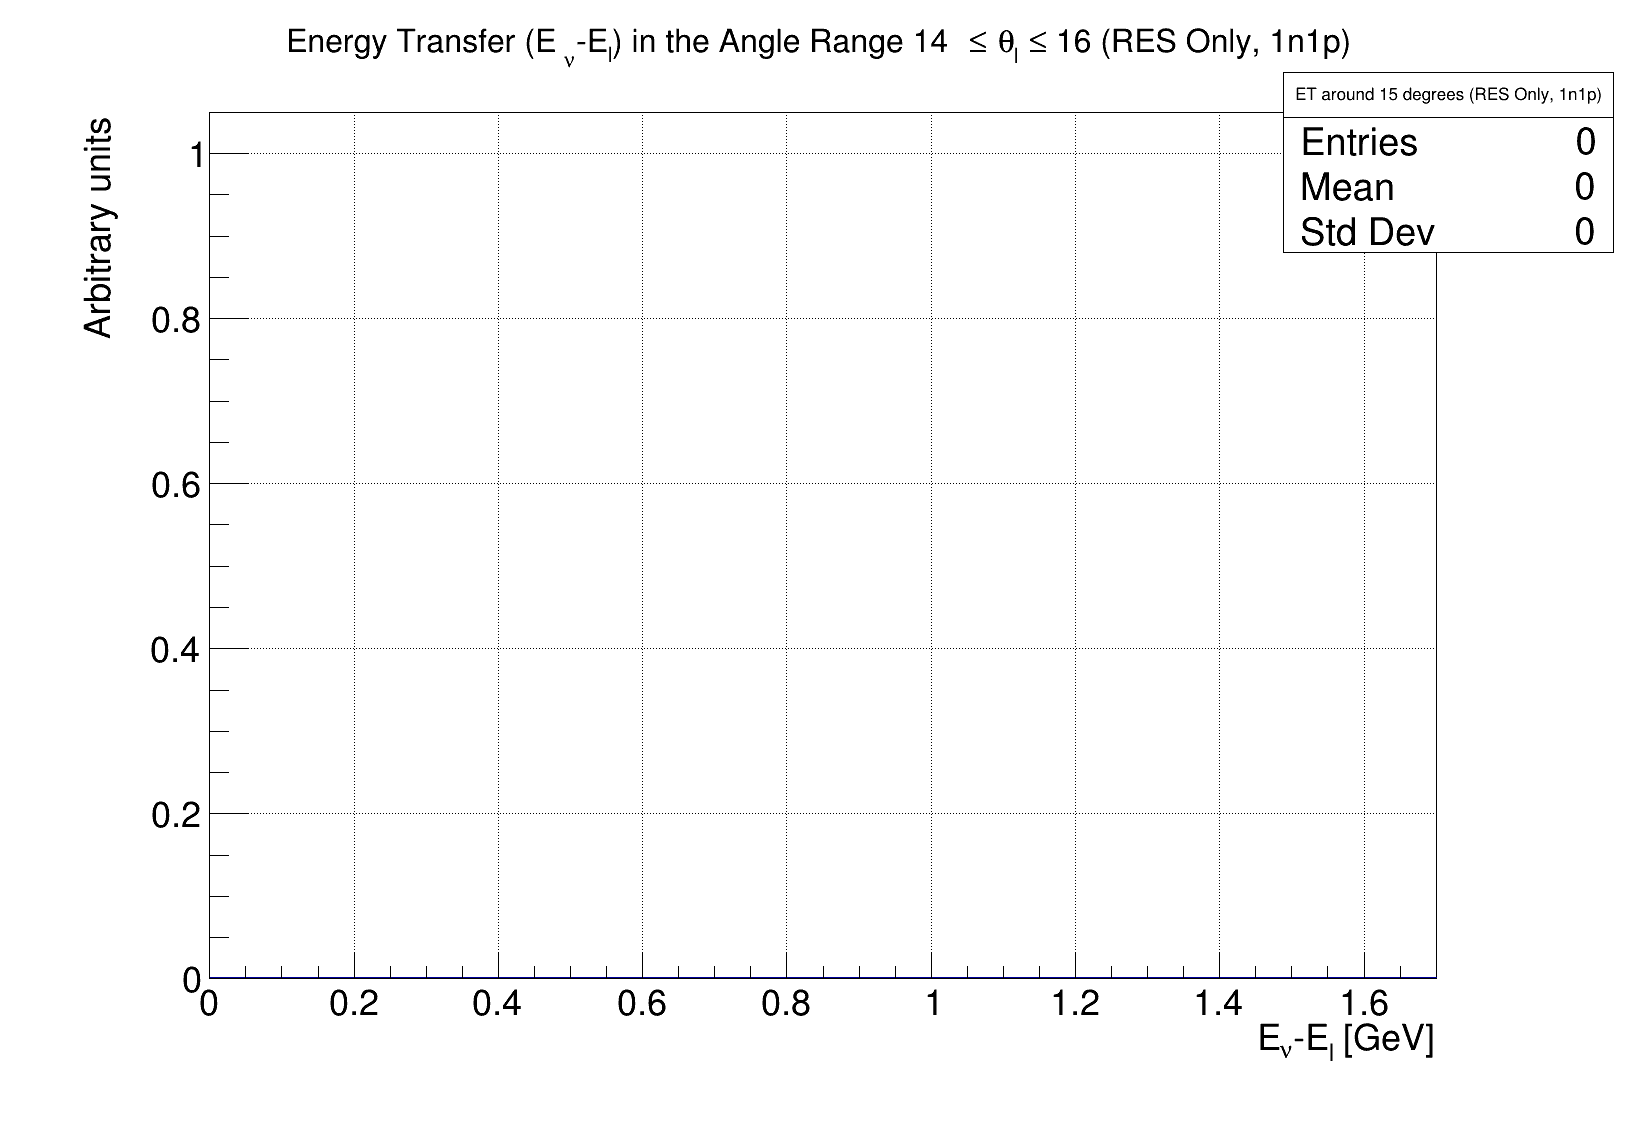 Energy Transfer (E ν-El) in the Angle Range 14 ≤ θl ≤ 16 (RES Only, 1n1p)
ET around 15 degrees (RES Only, 1n1p)
Entries 0
Mean 0
Std Dev 0
Arbitrary units
1
0.8
0.6
0.4
0.2
0
0 0.2 0.4 0.6 0.8 1 1.2 1.4 1.6
Eν-El [GeV]